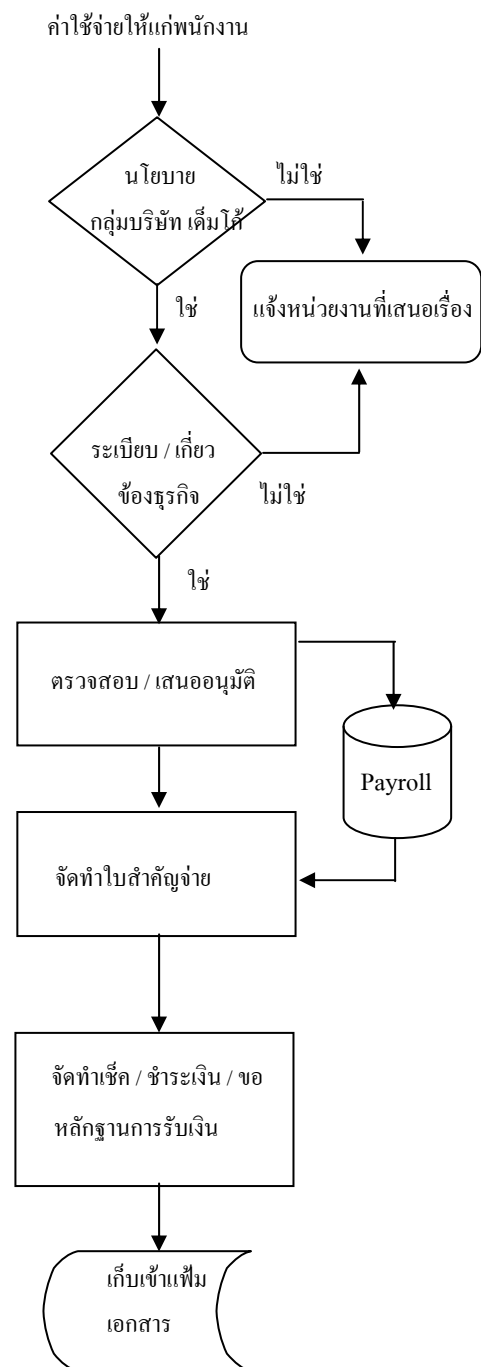 ค่าใช้จ่ายให้แก่พนักงาน
นโยบาย
กลุ่มบริษัท เด็มโก้
ไม่ใช่
ใช่
แจ้งหน่วยงานที่เสนอเรื่อง
ระเบียบ / เกี่ยว
ข้องธุรกิจ
ไม่ใช่
ใช่
ตรวจสอบ / เสนออนุมัติ
Payroll
จัดทำใบสำคัญจ่าย
จัดทำเช็ค / ชำระเงิน / ขอ
หลักฐานการรับเงิน
เก็บเข้าแฟ้ม
เอกสาร